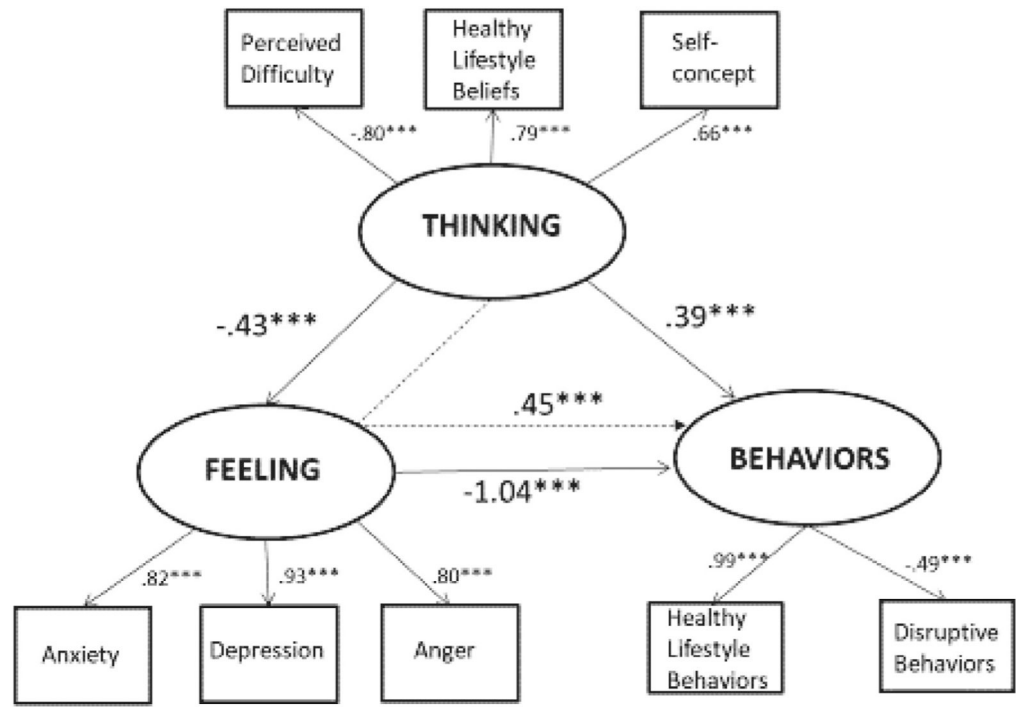 Perceived
Difficulty
Healthy
Lifestyle
Beliefs
Self-
concept
-.80***
.79***
.66***
THINKING
-.43***
.39***
.45***
FEELING
BEHAVIORS
-1.04***
.82***
.93***
.80***
.99***
-.49***
Anxiety
Depression
Anger
Healthy
Lifestyle
Behaviors
Disruptive
Behaviors